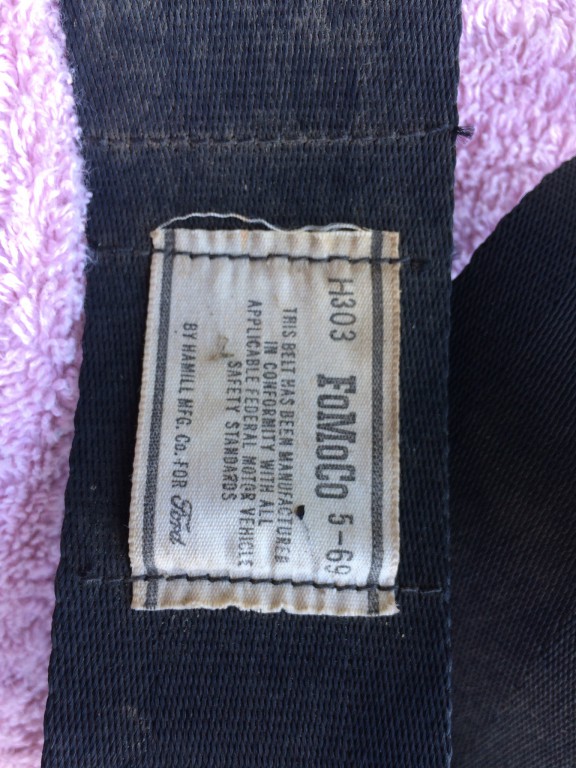 H303 FoMoCo 5-69
THIS BELT HAS BEEN MANUFACTURED
IN CONFORMITY WITH ALL
APPLICABLE FEDERAL MOTOR VEHICLE
SAFETY STANDARDS
BY HAMILL MFG. Co. FOR Ford